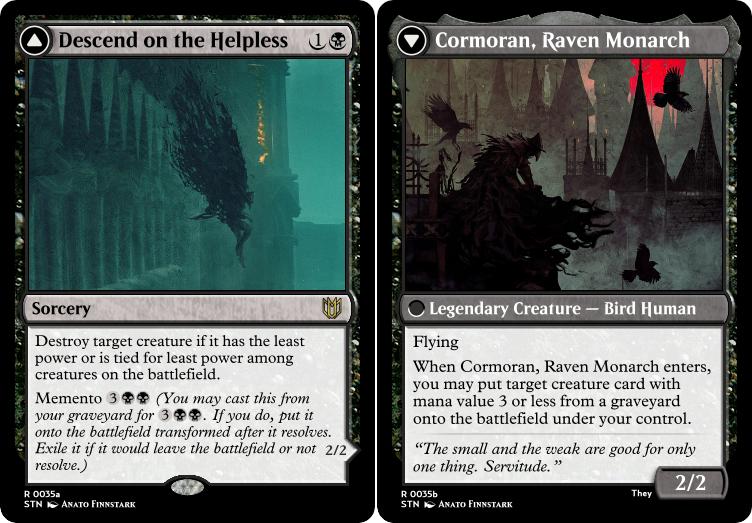 Descend on the Helpless 1
Sorcery
Destroy target creature if it has the least
power or is tied for least power among
creatures on the battlefield.
Memento 3 (You may cast this from
your graveyard for 3. If you do, put it
onto the battlefield transformed after it resolves.
Exile it if it would leave the battlefield or not
resolve.)
2/2
R 0035a
STN Anato Finnstark
Cormoran, Raven Monarch
Legendary Creature — Bird Human
Flying
When Cormoran, Raven Monarch enters,
you may put target creature card with
mana value 3 or less from a graveyard
onto the battlefield under your control.
“The small and the weak are good for only
one thing. Servitude.”
2/2
They
R 0035b
STN Anato Finnstark